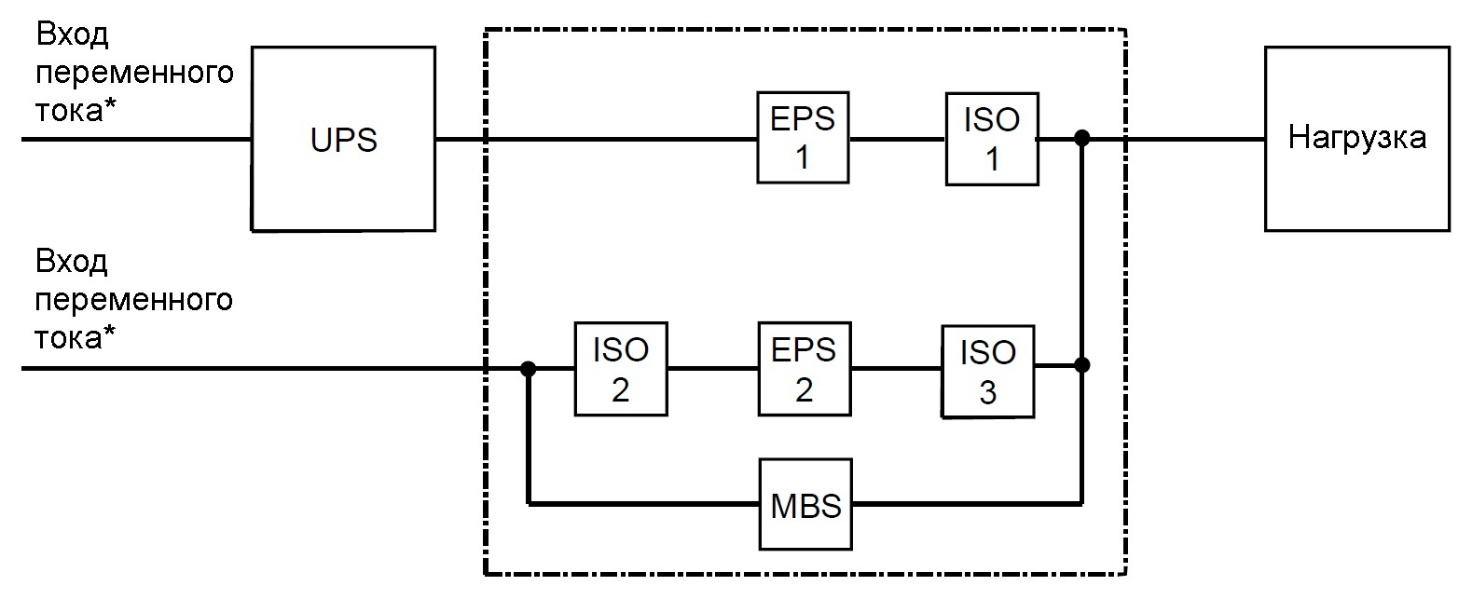 Вход
переменного
тока*
UPS
EPS
1
ISO
1
Нагрузка
Вход
переменного
тока*
ISO
2
EPS
2
ISO
3
MBS